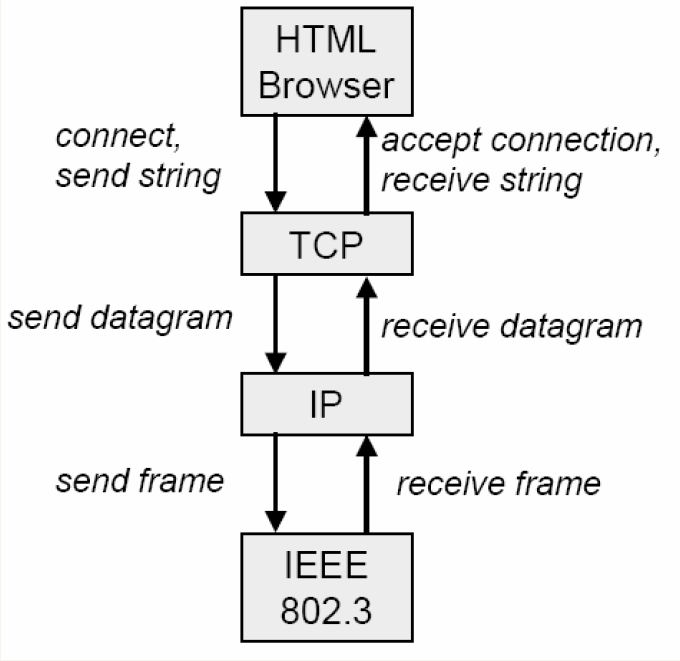 HTML
Browser
connect,
send string
accept connection,
receive string
TCP
send datagram
receive datagram
IP
send frame
receive frame
IEEE
802.3